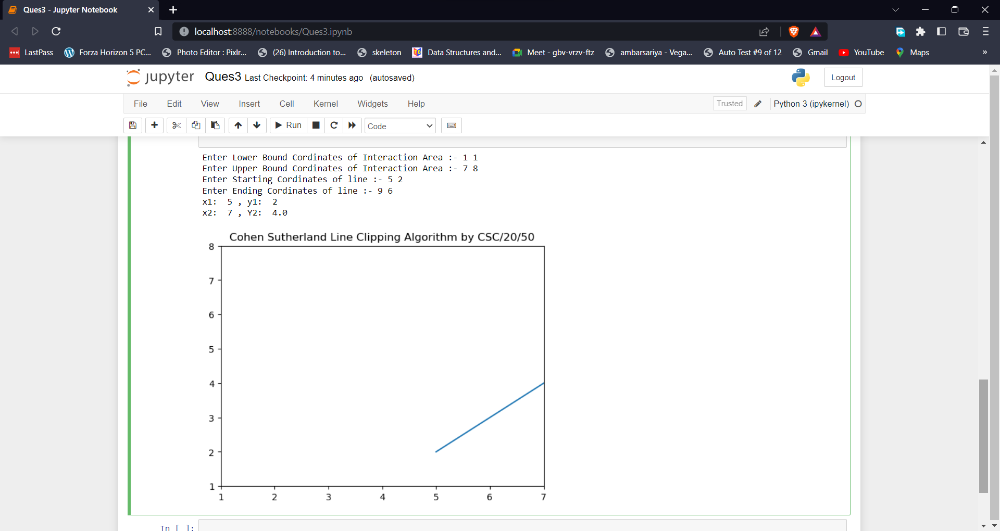 Ques3 - Jupyter Notebook
localhost:8888/notebooks/Ques3.ipynb
LastPass Forza Horizon 5 PC... Photo Editor : Pixlr... (26) Introduction to... skeleton Data Structures and... Meet - gbv-vrzv-ftz ambarsariya - Vega... Auto Test #9 of 12 Gmail YouTube Maps »
jupyter Ques3 Last Checkpoint: 4 minutes ago (autosaved) Logout
File Edit View Insert Cell Kernel Widgets Help Trusted Python 3 (ipykernel)
Run Code
Enter Lower Bound Cordinates of Interaction Area :- 1 1
Enter Upper Bound Cordinates of Interaction Area :- 7 8
Enter Starting Cordinates of line :- 5 2
Enter Ending Cordinates of line :- 9 6
x1:  5 , y1:  2
x2:  7 , Y2:  4.0
Cohen Sutherland Line Clipping Algorithm by CSC/20/50
8
7
6
5
4
3
2
1
1 2 3 4 5 6 7
In [ ]: